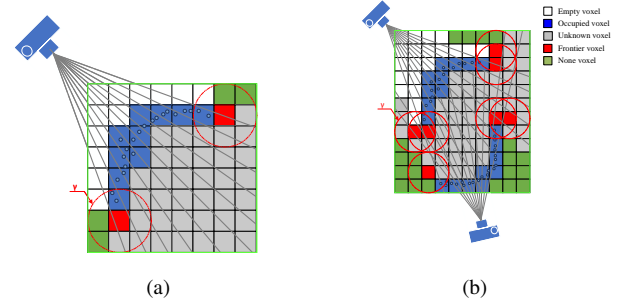 Empty voxel
Occupied voxel
Unknown voxel
Frontier voxel
None voxel
γ
γ
(a)
(b)